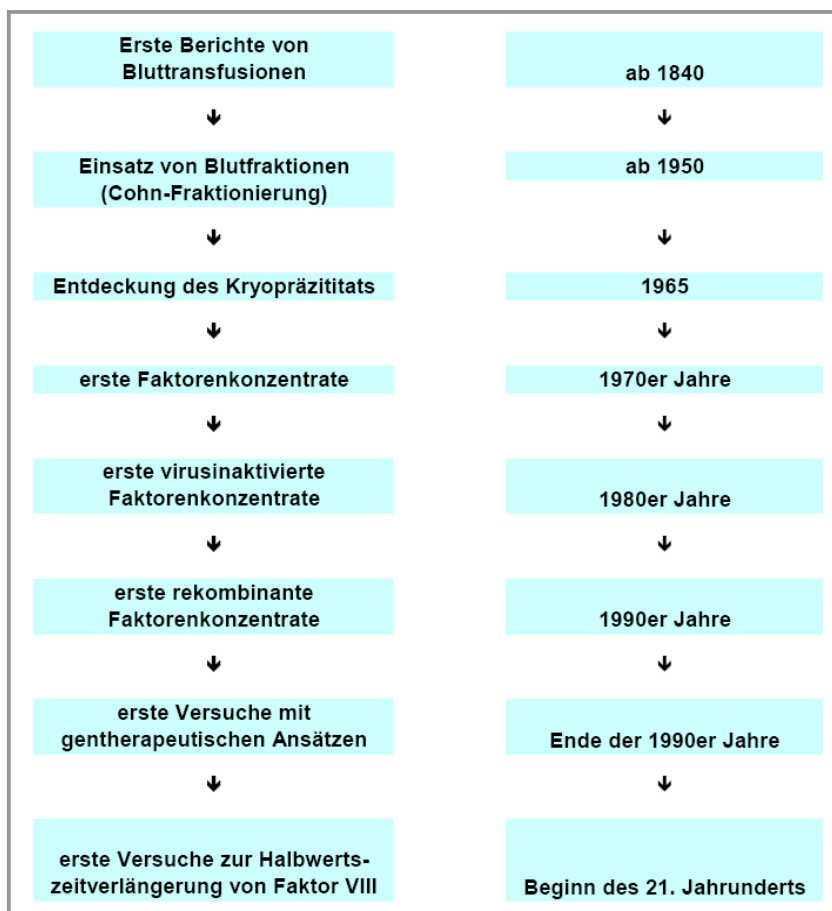 Erste Berichte von
Bluttransfusionen
ab 1840
Einsatz von Blutfraktionen
(Cohn-Fraktionierung)
ab 1950
Entdeckung des Kryopräzititats
1965
erste Faktorenkonzentrate
1970er Jahre
erste virusinaktivierte
Faktorenkonzentrate
1980er Jahre
erste rekombinante
Faktorenkonzentrate
1990er Jahre
erste Versuche mit
gentherapeutischen Ansätzen
Ende der 1990er Jahre
erste Versuche zur Halbwerts-
zeitverlängerung von Faktor VIII
Beginn des 21. Jahrunderts